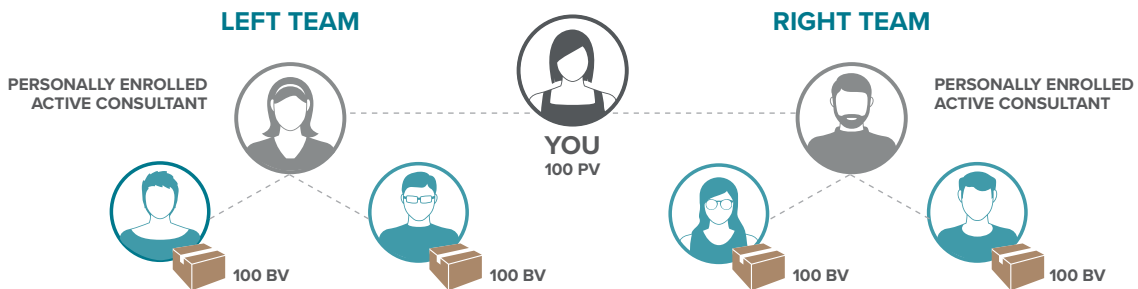 LEFT TEAM
RIGHT TEAM
PERSONALLY ENROLLED
ACTIVE CONSULTANT
PERSONALLY ENROLLED
ACTIVE CONSULTANT
YOU
100 PV
100 BV
100 BV
100 BV
100 BV